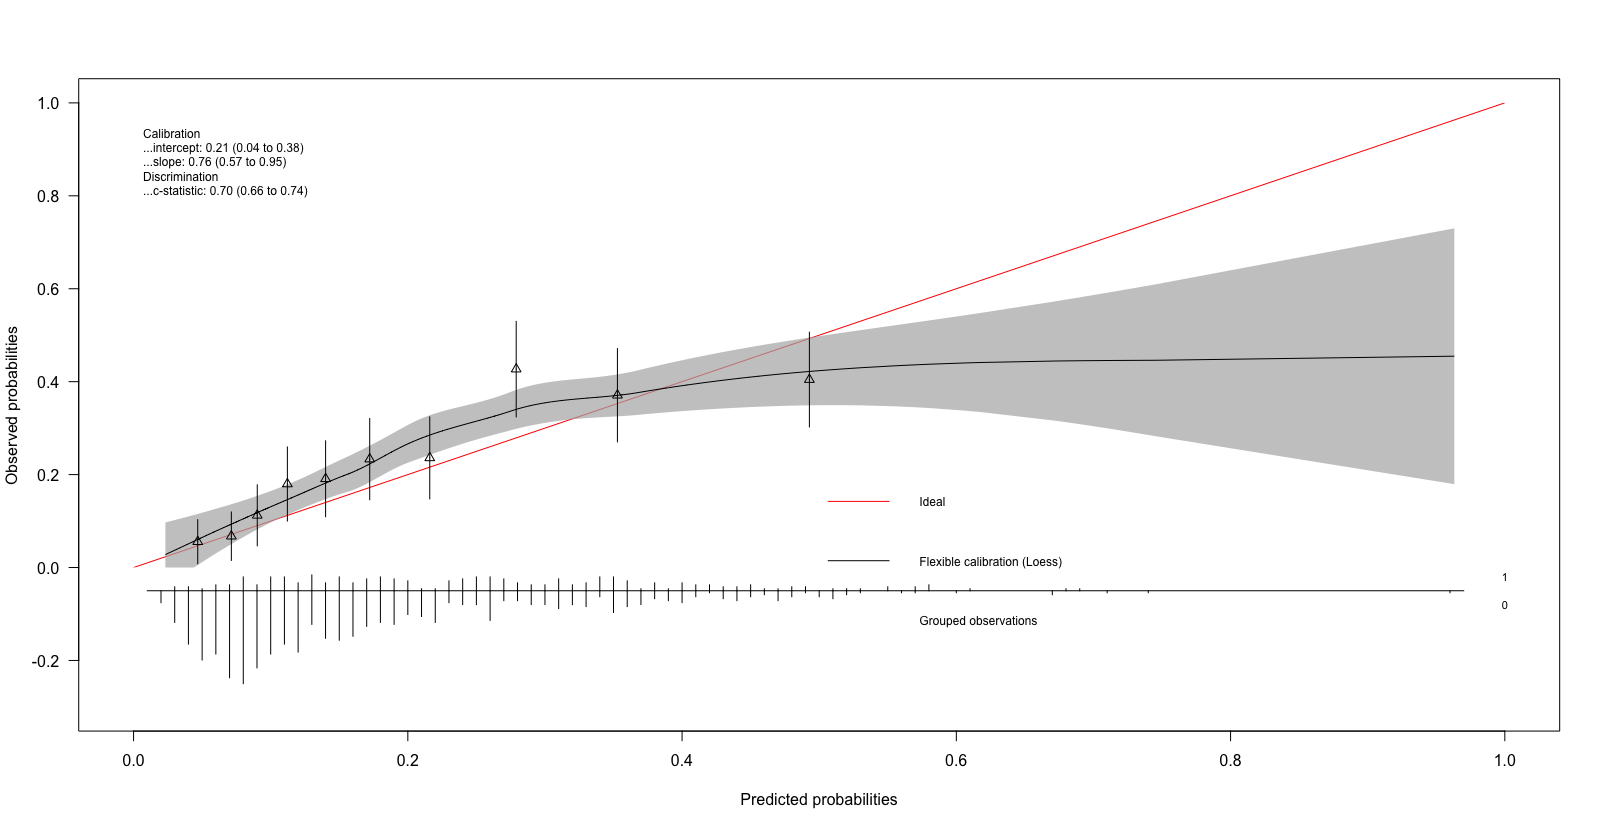 Calibration
...intercept: 0.21 (0.04 to 0.38)
...slope: 0.76 (0.57 to 0.95)
Discrimination
...c-statistic: 0.70 (0.66 to 0.74)
1.0
0.8
0.6
0.4
0.2
0.0
-0.2
Observed probabilities
Ideal
Flexible calibration (Loess)
Grouped observations
1
0
0.0 0.2 0.4 0.6 0.8 1.0
Predicted probabilities